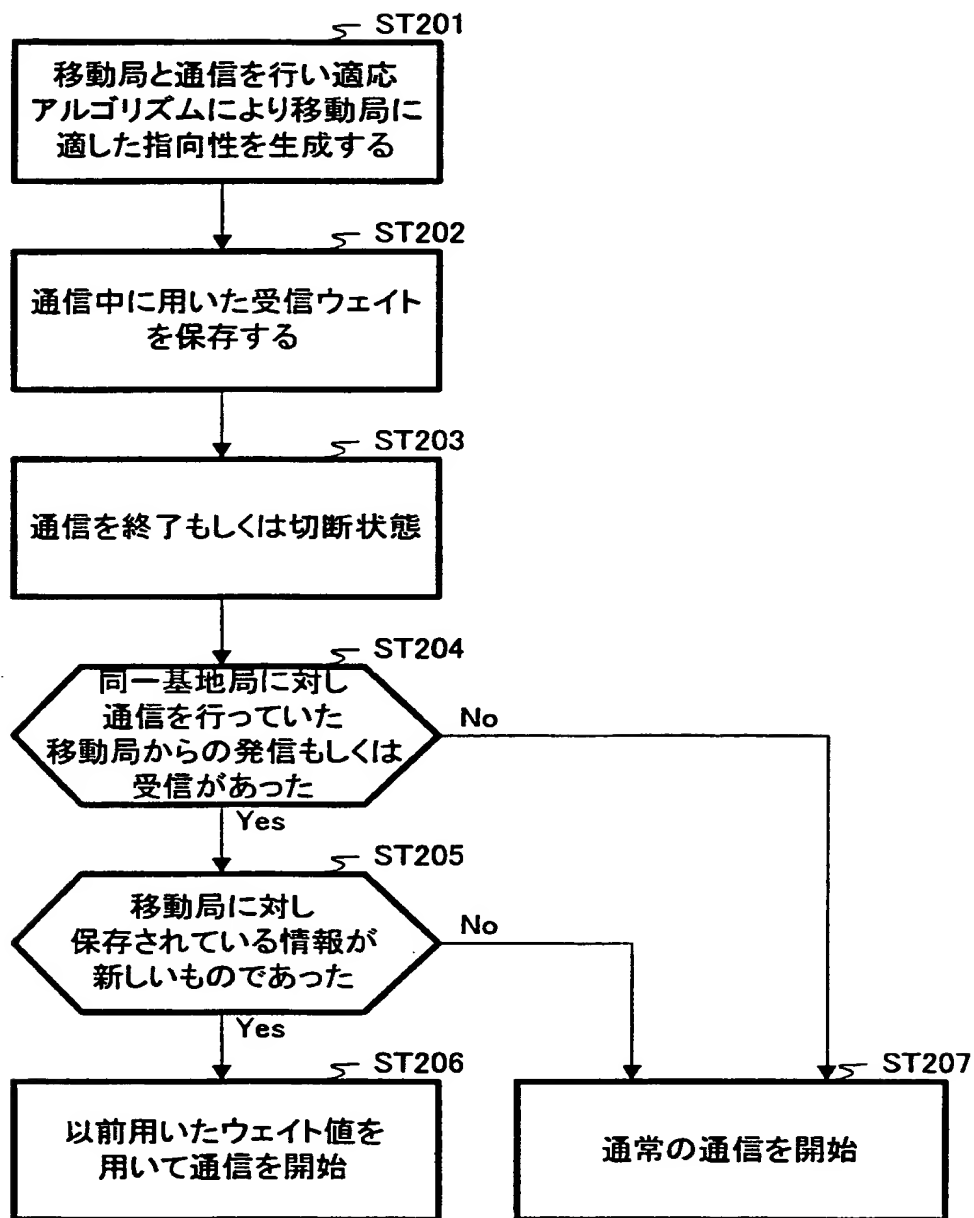 ST201
移動局と通信を行い適応
アルゴリズムにより移動局に
適した指向性を生成する
ST202
通信中に用いた受信ウェイト
を保存する
ST203
通信を終了もしくは切断状態
ST204
同一基地局に対し
通信を行っていた
移動局からの発信もしくは
受信があった
No
Yes
ST205
移動局に対し
保存されている情報が
新しいものであった
No
Yes
ST206
以前用いたウェイト値を
用いて通信を開始
ST207
通常の通信を開始